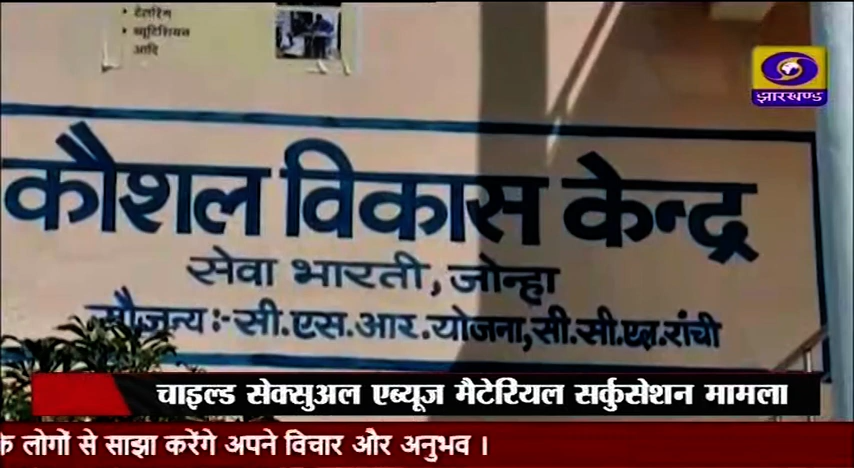 • टेलरिंग
• ब्यूटिशियन
आदि
झारखण्ड
कौशल विकास केन्द्र
सेवा भारती, जोन्हा
सौजन्य:-सी.एस.आर.योजना,सी.सी.एल.रांची
चाइल्ड सेक्सुअल एब्यूज मैटेरियल सर्कुसेशन मामला
के लोगों से साझा करेंगे अपने विचार और अनुभव ।